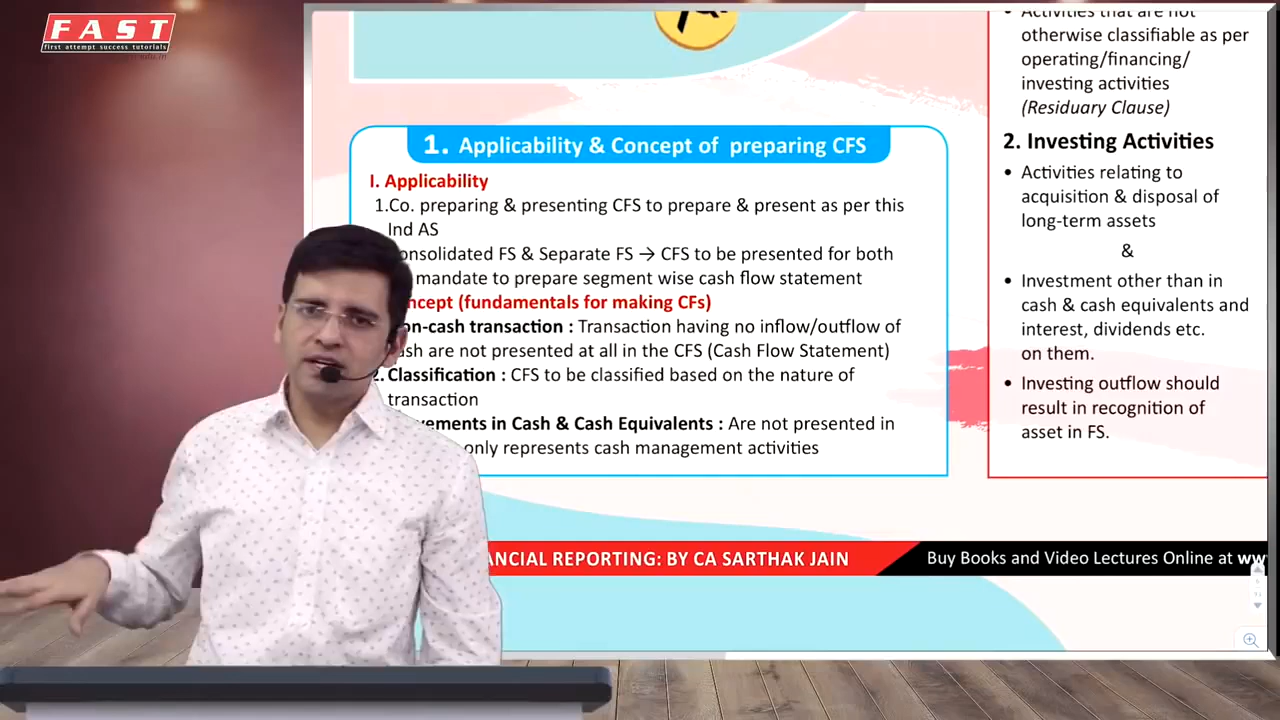 FAST
first attempt success tutorials
1. Applicability & Concept of preparing CFS
I. Applicability
1.Co. preparing & presenting CFS to prepare & present as per this
Ind AS
Consolidated FS & Separate FS → CFS to be presented for both
mandate to prepare segment wise cash flow statement
(fundamentals for making CFs)
transaction : Transaction having no inflow/outflow of
are not presented at all in the CFS (Cash Flow Statement)
2. Classification : CFS to be classified based on the nature of
transaction
in Cash & Cash Equivalents : Are not presented in
only represents cash management activities
• Activities that are not
otherwise classifiable as per
operating/financing/
investing activities
(Residuary Clause)
2. Investing Activities
• Activities relating to
acquisition & disposal of
long-term assets
&
• Investment other than in
cash & cash equivalents and
interest, dividends etc.
on them.
• Investing outflow should
result in recognition of
asset in FS.
REPORTING: BY CA SARTHAK JAIN
Buy Books and Video Lectures Online at